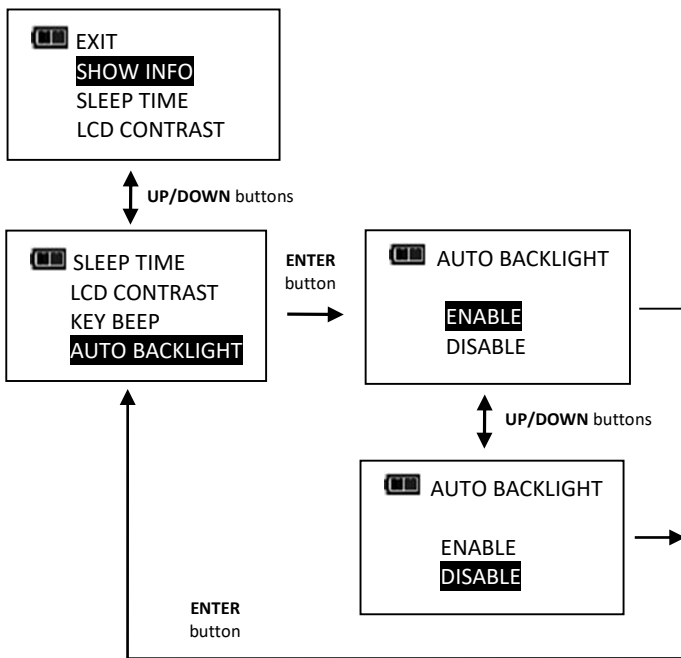 EXIT
SHOW INFO
SLEEP TIME
LCD CONTRAST
UP/DOWN buttons
SLEEP TIME
LCD CONTRAST
KEY BEEP
AUTO BACKLIGHT
ENTER
button
AUTO BACKLIGHT
ENABLE
DISABLE
UP/DOWN buttons
AUTO BACKLIGHT
ENABLE
DISABLE
ENTER
button